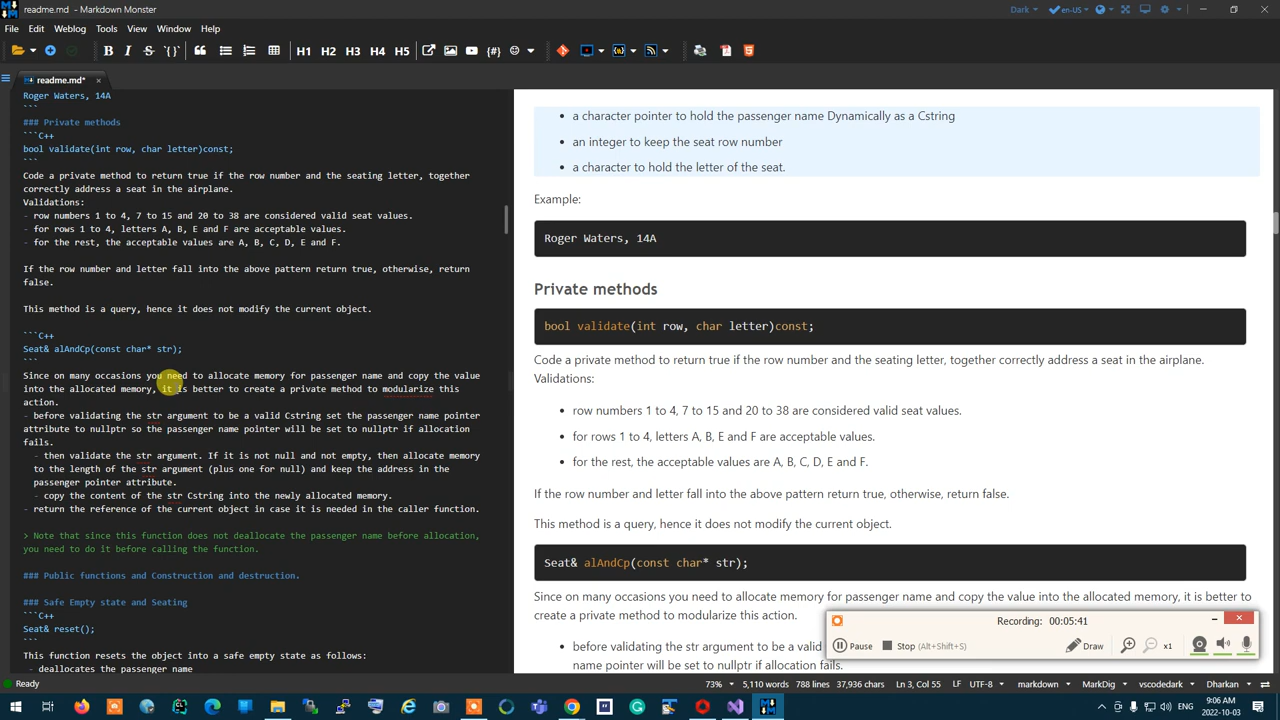 readme.md* - Markdown Monster
Dark
en-US
File Edit Weblog Tools View Window Help
B I S H1 H2 H3 H4 H5 {#}
readme.md*
Roger Waters, 14A
```
### Private methods
```C++
bool validate(int row, char letter)const;
```
Code a private method to return true if the row number and the seating letter, together
correctly address a seat in the airplane.
Validations:
- row numbers 1 to 4, 7 to 15 and 20 to 38 are considered valid seat values.
- for rows 1 to 4, letters A, B, E and F are acceptable values.
- for the rest, the acceptable values are A, B, C, D, E and F.
If the row number and letter fall into the above pattern return true, otherwise, return
false.
This method is a query, hence it does not modify the current object.
```C++
Seat& alAndCp(const char* str);
```
Since on many occasions you need to allocate memory for passenger name and copy the value
into the allocated memory, it is better to create a private method to modularize this
action.
- before validating the str argument to be a valid Cstring set the passenger name pointer
attribute to nullptr so the passenger name pointer will be set to nullptr if allocation
fails.
- then validate the str argument. If it is not null and not empty, then allocate memory
to the length of the str argument (plus one for null) and keep the address in the
passenger pointer attribute.
- copy the content of the str Cstring into the newly allocated memory.
- return the reference of the current object in case it is needed in the caller function.
> Note that since this function does not deallocate the passenger name before allocation,
you need to do it before calling the function.
### Public functions and Construction and destruction.
### Safe Empty state and Seating
```C++
Seat& reset();
```
This function resets the object into a safe empty state as follows:
- deallocates the passenger name
• a character pointer to hold the passenger name Dynamically as a Cstring
• an integer to keep the seat row number
• a character to hold the letter of the seat.
Example:
Roger Waters, 14A
Private methods
bool validate(int row, char letter)const;
Code a private method to return true if the row number and the seating letter, together correctly address a seat in the airplane.
Validations:
• row numbers 1 to 4, 7 to 15 and 20 to 38 are considered valid seat values.
• for rows 1 to 4, letters A, B, E and F are acceptable values.
• for the rest, the acceptable values are A, B, C, D, E and F.
If the row number and letter fall into the above pattern return true, otherwise, return false.
This method is a query, hence it does not modify the current object.
Seat& alAndCp(const char* str);
Since on many occasions you need to allocate memory for passenger name and copy the value into the allocated memory, it is better to
create a private method to modularize this action.
• before validating the str argument to be a valid
name pointer will be set to nullptr if allocation fails.
Recording: 00:05:41
Pause Stop (Alt+Shift+S) Draw x1
Ready
73% 5,110 words 788 lines 37,936 chars Ln 3, Col 55 LF UTF-8 markdown MarkDig vscodedark Dharkan
ENG
9:06 AM
2022-10-03